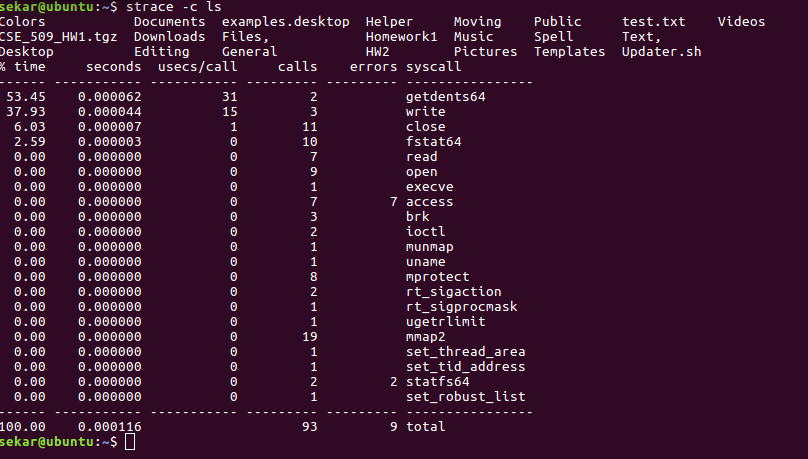 sekar@ubuntu:~$ strace -c ls
Colors Documents examples.desktop Helper Moving Public test.txt Videos
CSE_509_HW1.tgz Downloads Files, Homework1 Music Spell Text,
Desktop Editing General HW2 Pictures Templates Updater.sh
% time seconds usecs/call calls errors syscall
------ ----------- ----------- --------- --------- ----------------
53.45 0.000062 31 2 getdents64
37.93 0.000044 15 3 write
6.03 0.000007 1 11 close
2.59 0.000003 0 10 fstat64
0.00 0.000000 0 7 read
0.00 0.000000 0 9 open
0.00 0.000000 0 1 execve
0.00 0.000000 0 7 7 access
0.00 0.000000 0 3 brk
0.00 0.000000 0 2 ioctl
0.00 0.000000 0 1 munmap
0.00 0.000000 0 1 uname
0.00 0.000000 0 8 mprotect
0.00 0.000000 0 2 rt_sigaction
0.00 0.000000 0 1 rt_sigprocmask
0.00 0.000000 0 1 ugetrlimit
0.00 0.000000 0 19 mmap2
0.00 0.000000 0 1 set_thread_area
0.00 0.000000 0 1 set_tid_address
0.00 0.000000 0 2 2 statfs64
0.00 0.000000 0 1 set_robust_list
------ ----------- ----------- --------- --------- ----------------
100.00 0.000116 93 9 total
sekar@ubuntu:~$